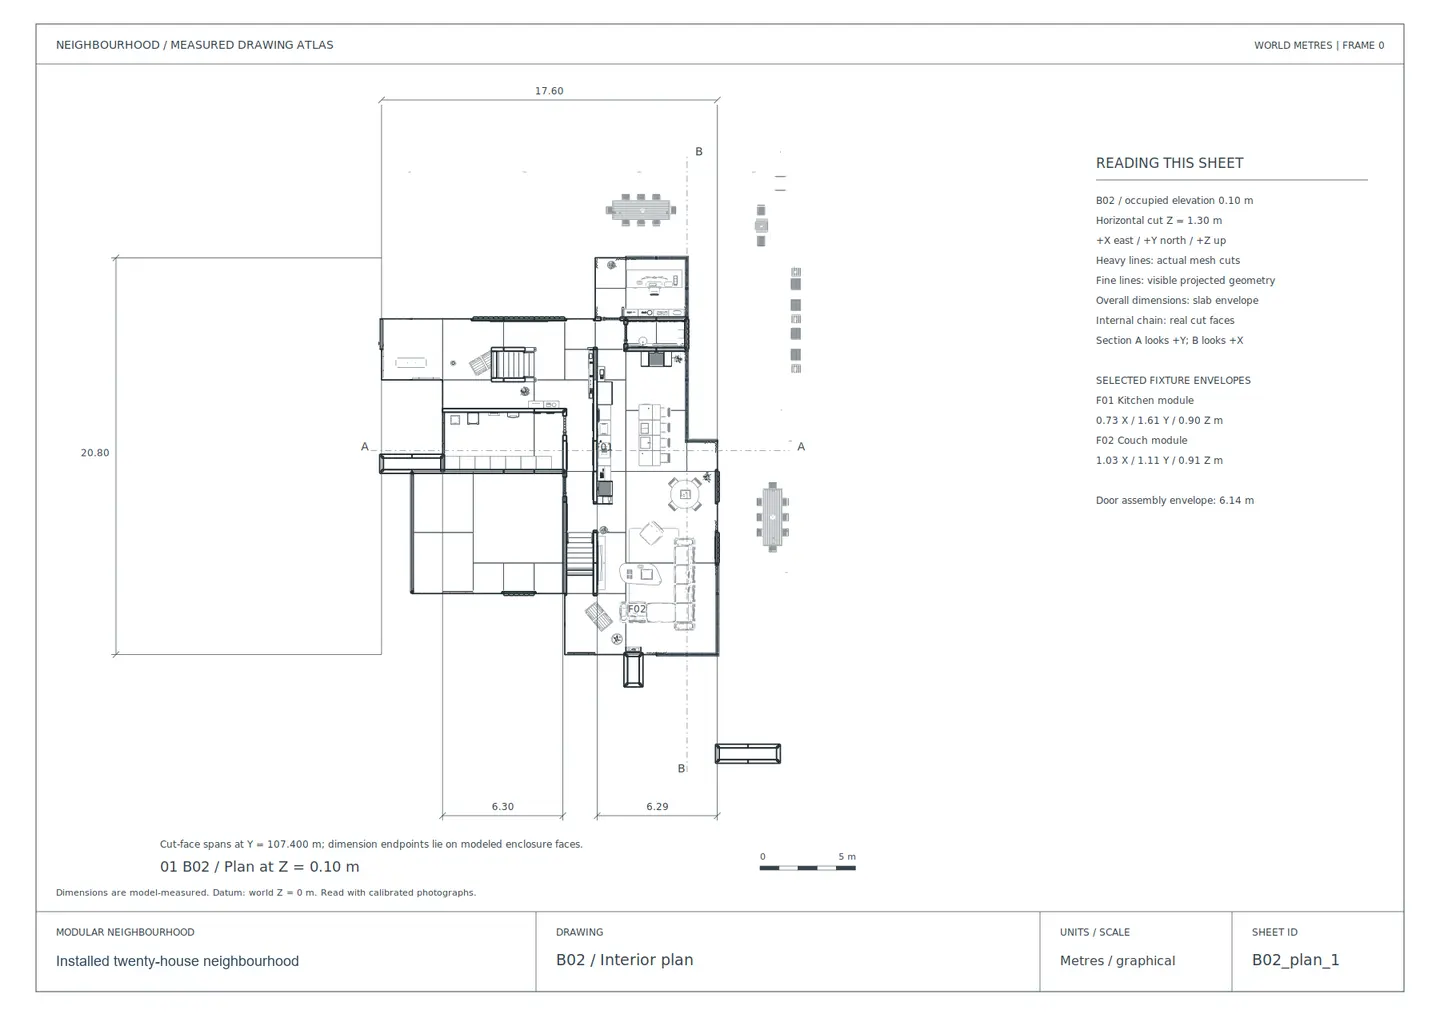 NEIGHBOURHOOD / MEASURED DRAWING ATLAS
WORLD METRES | FRAME 0
17.60
B
READING THIS SHEET
B02 / occupied elevation 0.10 m
Horizontal cut Z = 1.30 m
+X east / +Y north / +Z up
Heavy lines: actual mesh cuts
Fine lines: visible projected geometry
Overall dimensions: slab envelope
Internal chain: real cut faces
Section A looks +Y; B looks +X
SELECTED FIXTURE ENVELOPES
F01 Kitchen module
0.73 X / 1.61 Y / 0.90 Z m
F02 Couch module
1.03 X / 1.11 Y / 0.91 Z m
Door assembly envelope: 6.14 m
A
F01
A
20.80
F02
B
6.30
6.29
Cut-face spans at Y = 107.400 m; dimension endpoints lie on modeled enclosure faces.
01 B02 / Plan at Z = 0.10 m
0 5 m
Dimensions are model-measured. Datum: world Z = 0 m. Read with calibrated photographs.
MODULAR NEIGHBOURHOOD
Installed twenty-house neighbourhood
DRAWING
B02 / Interior plan
UNITS / SCALE
Metres / graphical
SHEET ID
B02_plan_1